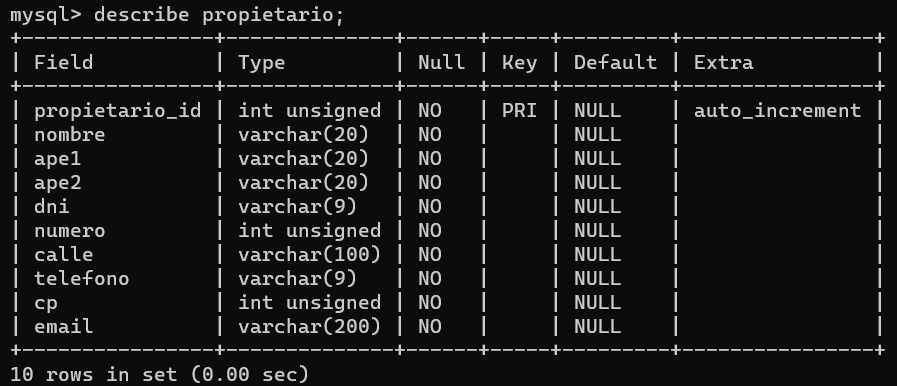 mysql> describe propietario;
+----------------+--------------+------+-----+---------+----------------+
| Field          | Type         | Null | Key | Default | Extra          |
+----------------+--------------+------+-----+---------+----------------+
| propietario_id | int unsigned | NO   | PRI | NULL    | auto_increment |
| nombre         | varchar(20)  | NO   |     | NULL    |                |
| ape1           | varchar(20)  | NO   |     | NULL    |                |
| ape2           | varchar(20)  | NO   |     | NULL    |                |
| dni            | varchar(9)   | NO   |     | NULL    |                |
| numero         | int unsigned | NO   |     | NULL    |                |
| calle          | varchar(100) | NO   |     | NULL    |                |
| telefono       | varchar(9)   | NO   |     | NULL    |                |
| cp             | int unsigned | NO   |     | NULL    |                |
| email          | varchar(200) | NO   |     | NULL    |                |
+----------------+--------------+------+-----+---------+----------------+
10 rows in set (0.00 sec)